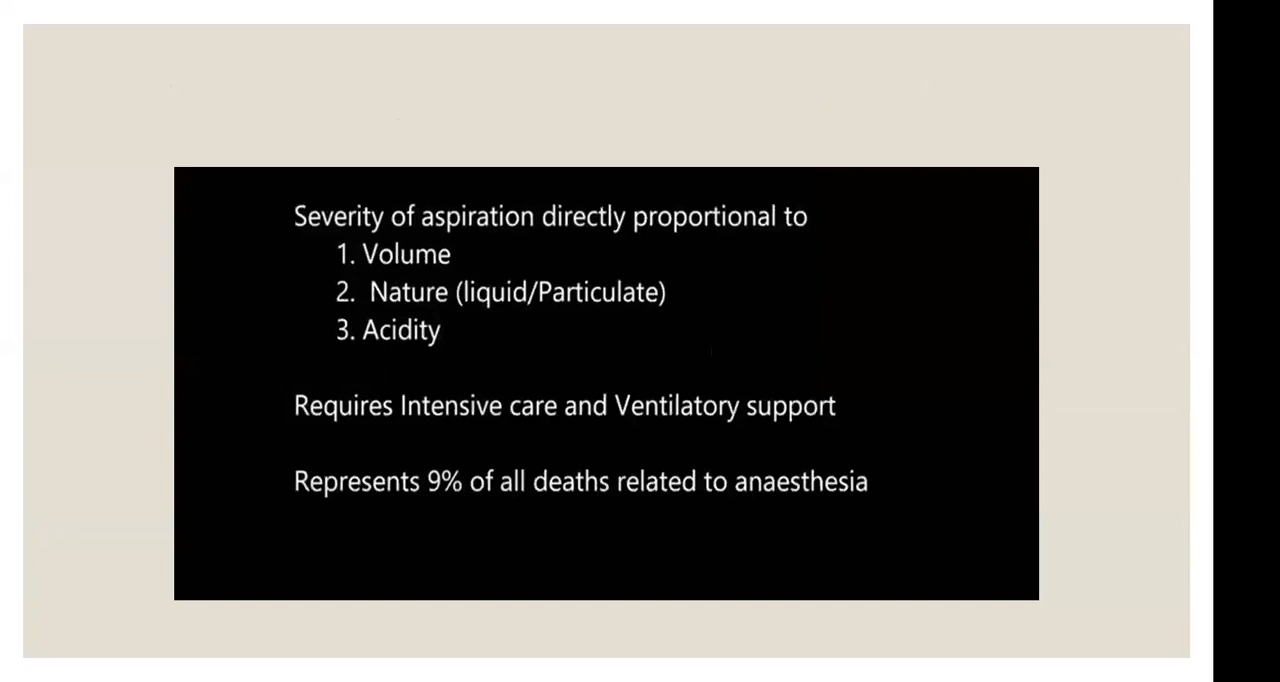 Severity of aspiration directly proportional to
1. Volume
2. Nature (liquid/Particulate)
3. Acidity
Requires Intensive care and Ventilatory support
Represents 9% of all deaths related to anaesthesia